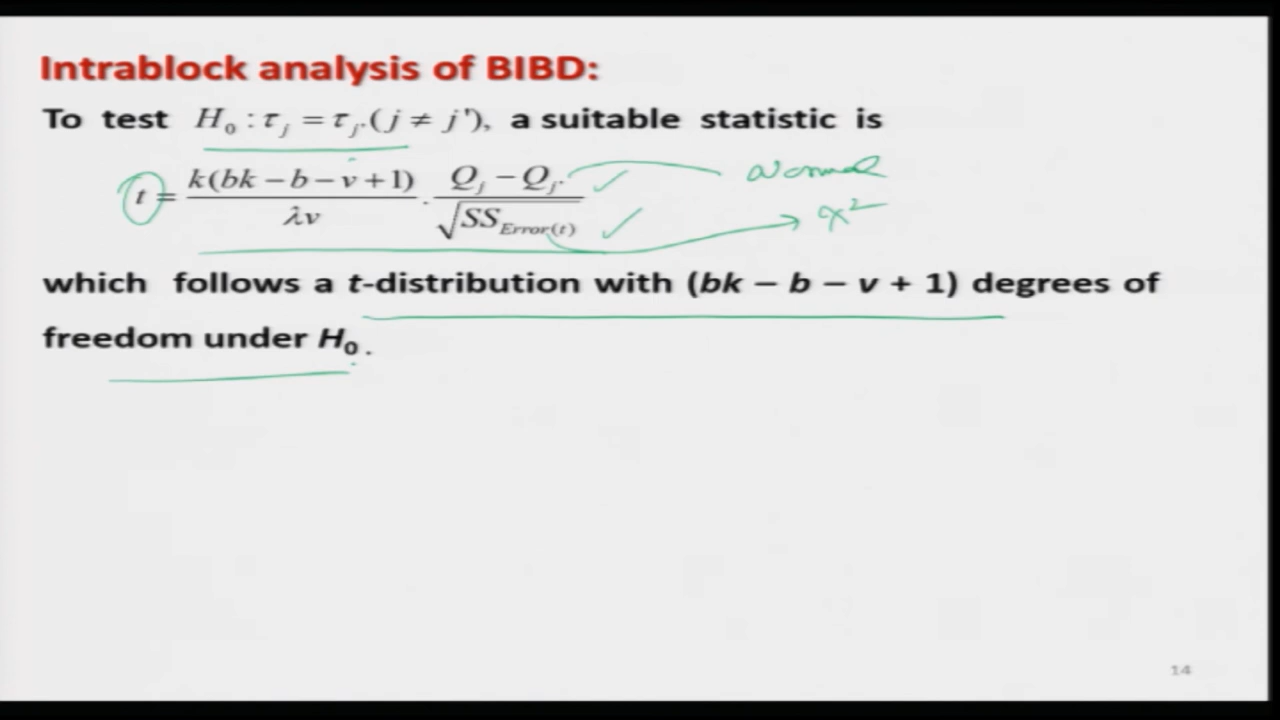 Intrablock analysis of BIBD:
To test H₀ : τⱼ = τⱼ'(j ≠ j'), a suitable statistic is
t = k(bk − b − v + 1) / λv . (Qⱼ − Qⱼ') / √SS_Error(t)
Normal
χ²
which follows a t-distribution with (bk − b − v + 1) degrees of
freedom under H₀.
14